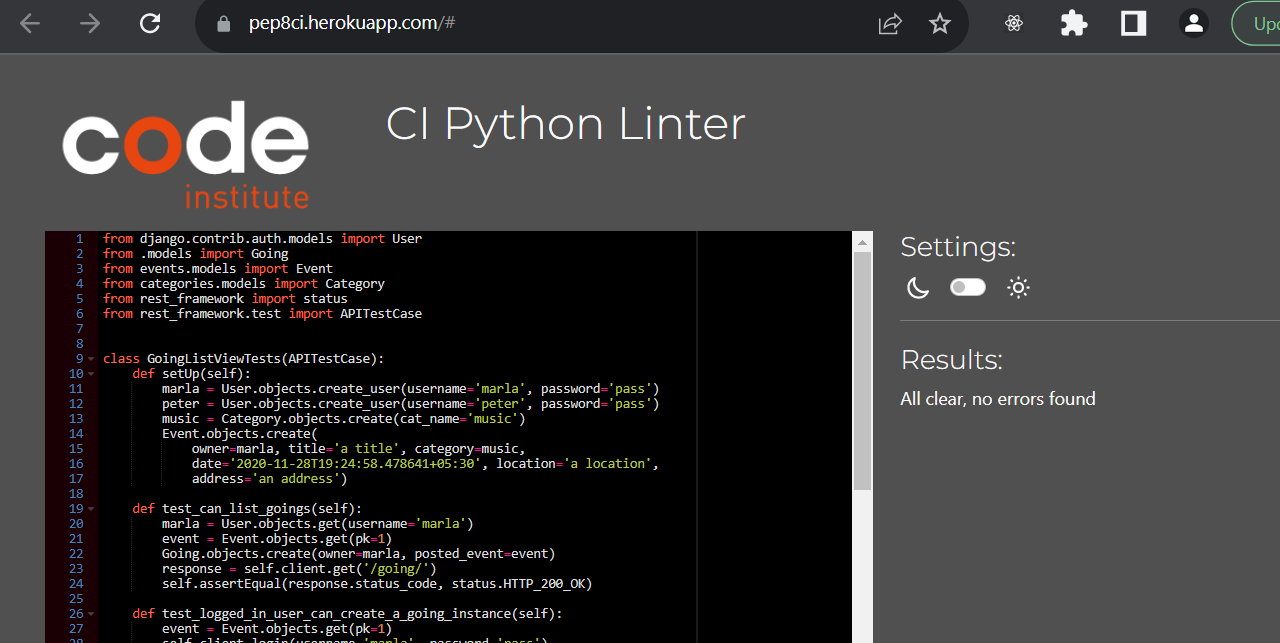 pep8ci.herokuapp.com/#
Upd
code
institute
CI Python Linter
1 from django.contrib.auth.models import User
2 from .models import Going
3 from events.models import Event
4 from categories.models import Category
5 from rest_framework import status
6 from rest_framework.test import APITestCase
7
8
9 class GoingListViewTests(APITestCase):
10 def setUp(self):
11 marla = User.objects.create_user(username='marla', password='pass')
12 peter = User.objects.create_user(username='peter', password='pass')
13 music = Category.objects.create(cat_name='music')
14 Event.objects.create(
15 owner=marla, title='a title', category=music,
16 date='2020-11-28T19:24:58.478641+05:30', location='a location',
17 address='an address')
18
19 def test_can_list_goings(self):
20 marla = User.objects.get(username='marla')
21 event = Event.objects.get(pk=1)
22 Going.objects.create(owner=marla, posted_event=event)
23 response = self.client.get('/going/')
24 self.assertEqual(response.status_code, status.HTTP_200_OK)
25
26 def test_logged_in_user_can_create_a_going_instance(self):
27 event = Event.objects.get(pk=1)
28 self.client.login(username='marla', password='pass')
Settings:
Results:
All clear, no errors found